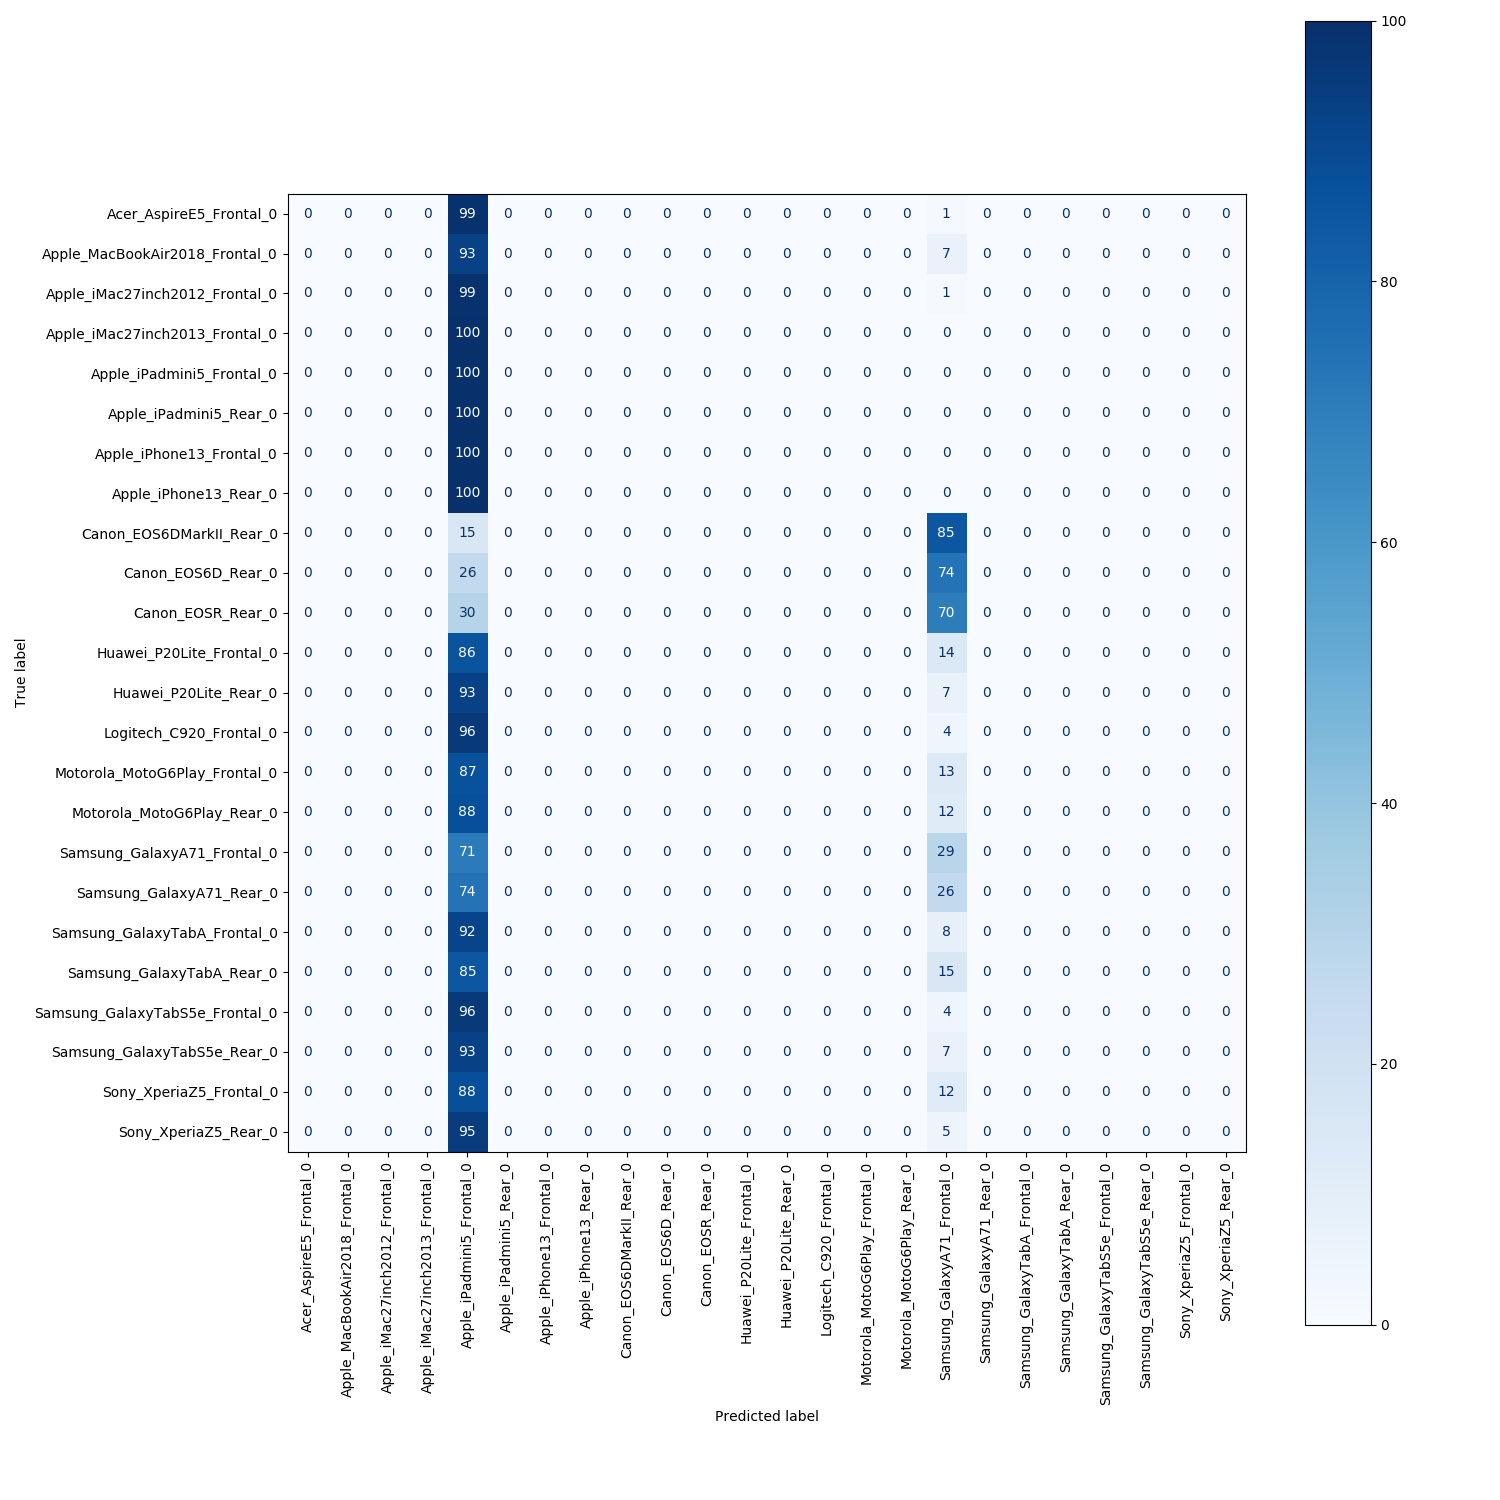 100
Acer_AspireE5_Frontal_0 0 0 0 0 99 0 0 0 0 0 0 0 0 0 0 0 1 0 0 0 0 0 0 0
Apple_MacBookAir2018_Frontal_0 0 0 0 0 93 0 0 0 0 0 0 0 0 0 0 0 7 0 0 0 0 0 0 0
80
Apple_iMac27inch2012_Frontal_0 0 0 0 0 99 0 0 0 0 0 0 0 0 0 0 0 1 0 0 0 0 0 0 0
Apple_iMac27inch2013_Frontal_0 0 0 0 0 100 0 0 0 0 0 0 0 0 0 0 0 0 0 0 0 0 0 0 0
Apple_iPadmini5_Frontal_0 0 0 0 0 100 0 0 0 0 0 0 0 0 0 0 0 0 0 0 0 0 0 0 0
Apple_iPadmini5_Rear_0 0 0 0 0 100 0 0 0 0 0 0 0 0 0 0 0 0 0 0 0 0 0 0 0
Apple_iPhone13_Frontal_0 0 0 0 0 100 0 0 0 0 0 0 0 0 0 0 0 0 0 0 0 0 0 0 0
Apple_iPhone13_Rear_0 0 0 0 0 100 0 0 0 0 0 0 0 0 0 0 0 0 0 0 0 0 0 0 0
Canon_EOS6DMarkII_Rear_0 0 0 0 0 15 0 0 0 0 0 0 0 0 0 0 0 85 0 0 0 0 0 0 0
60
Canon_EOS6D_Rear_0 0 0 0 0 26 0 0 0 0 0 0 0 0 0 0 0 74 0 0 0 0 0 0 0
Canon_EOSR_Rear_0 0 0 0 0 30 0 0 0 0 0 0 0 0 0 0 0 70 0 0 0 0 0 0 0
Huawei_P20Lite_Frontal_0 0 0 0 0 86 0 0 0 0 0 0 0 0 0 0 0 14 0 0 0 0 0 0 0
True label
Huawei_P20Lite_Rear_0 0 0 0 0 93 0 0 0 0 0 0 0 0 0 0 0 7 0 0 0 0 0 0 0
Logitech_C920_Frontal_0 0 0 0 0 96 0 0 0 0 0 0 0 0 0 0 0 4 0 0 0 0 0 0 0
Motorola_MotoG6Play_Frontal_0 0 0 0 0 87 0 0 0 0 0 0 0 0 0 0 0 13 0 0 0 0 0 0 0
40
Motorola_MotoG6Play_Rear_0 0 0 0 0 88 0 0 0 0 0 0 0 0 0 0 0 12 0 0 0 0 0 0 0
Samsung_GalaxyA71_Frontal_0 0 0 0 0 71 0 0 0 0 0 0 0 0 0 0 0 29 0 0 0 0 0 0 0
Samsung_GalaxyA71_Rear_0 0 0 0 0 74 0 0 0 0 0 0 0 0 0 0 0 26 0 0 0 0 0 0 0
Samsung_GalaxyTabA_Frontal_0 0 0 0 0 92 0 0 0 0 0 0 0 0 0 0 0 8 0 0 0 0 0 0 0
Samsung_GalaxyTabA_Rear_0 0 0 0 0 85 0 0 0 0 0 0 0 0 0 0 0 15 0 0 0 0 0 0 0
Samsung_GalaxyTabS5e_Frontal_0 0 0 0 0 96 0 0 0 0 0 0 0 0 0 0 0 4 0 0 0 0 0 0 0
Samsung_GalaxyTabS5e_Rear_0 0 0 0 0 93 0 0 0 0 0 0 0 0 0 0 0 7 0 0 0 0 0 0 0
20
Sony_XperiaZ5_Frontal_0 0 0 0 0 88 0 0 0 0 0 0 0 0 0 0 0 12 0 0 0 0 0 0 0
Sony_XperiaZ5_Rear_0 0 0 0 0 95 0 0 0 0 0 0 0 0 0 0 0 5 0 0 0 0 0 0 0
0
Acer_AspireE5_Frontal_0
Apple_MacBookAir2018_Frontal_0
Apple_iMac27inch2012_Frontal_0
Apple_iMac27inch2013_Frontal_0
Apple_iPadmini5_Frontal_0
Apple_iPadmini5_Rear_0
Apple_iPhone13_Frontal_0
Apple_iPhone13_Rear_0
Canon_EOS6DMarkII_Rear_0
Canon_EOS6D_Rear_0
Canon_EOSR_Rear_0
Huawei_P20Lite_Frontal_0
Huawei_P20Lite_Rear_0
Logitech_C920_Frontal_0
Motorola_MotoG6Play_Frontal_0
Motorola_MotoG6Play_Rear_0
Samsung_GalaxyA71_Frontal_0
Samsung_GalaxyA71_Rear_0
Samsung_GalaxyTabA_Frontal_0
Samsung_GalaxyTabA_Rear_0
Samsung_GalaxyTabS5e_Frontal_0
Samsung_GalaxyTabS5e_Rear_0
Sony_XperiaZ5_Frontal_0
Sony_XperiaZ5_Rear_0
Predicted label